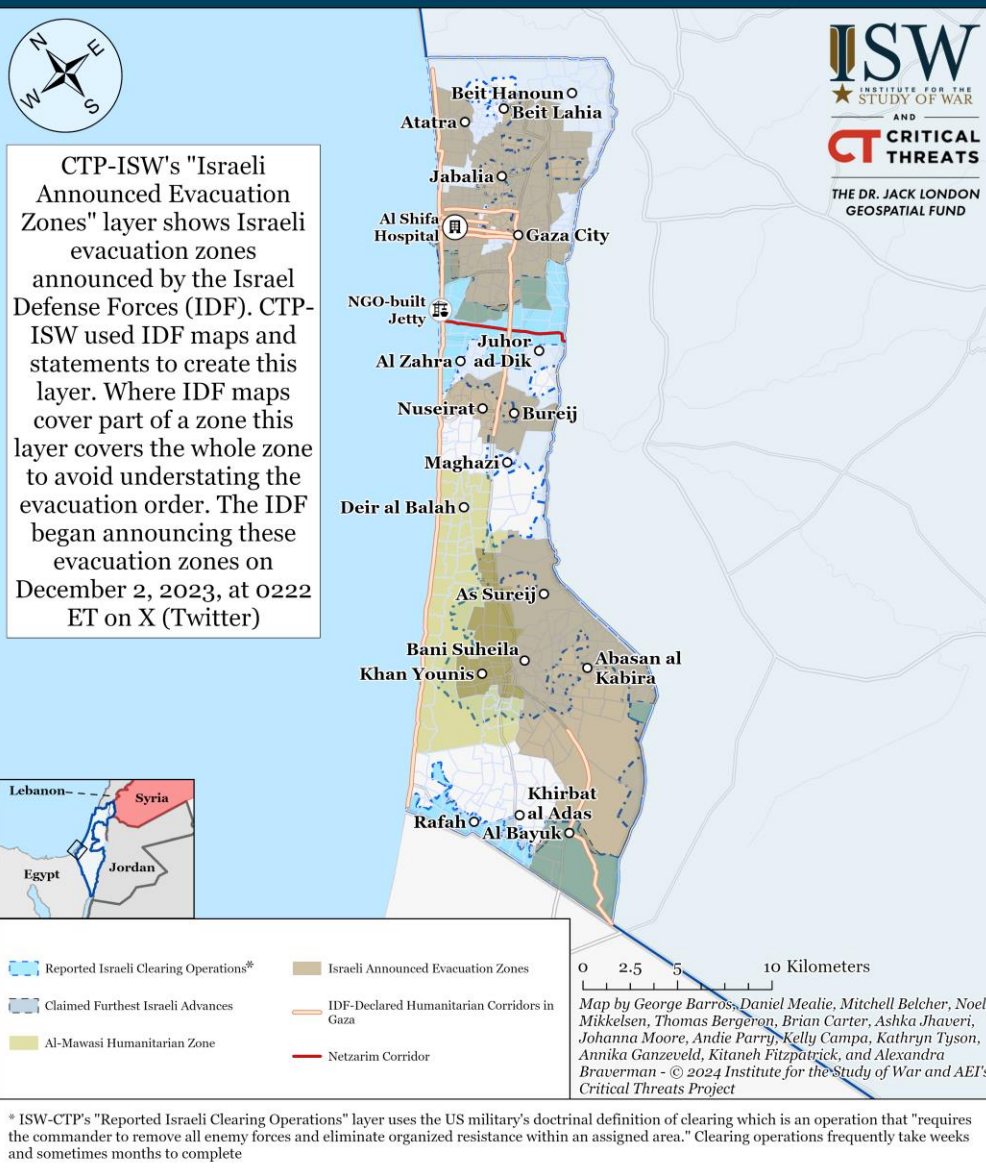 N
E
W
S
ISW
INSTITUTE FOR THE
STUDY OF WAR
AND
CT CRITICAL
THREATS
THE DR. JACK LONDON
GEOSPATIAL FUND
CTP-ISW's "Israeli
Announced Evacuation
Zones" layer shows Israeli
evacuation zones
announced by the Israel
Defense Forces (IDF). CTP-
ISW used IDF maps and
statements to create this
layer. Where IDF maps
cover part of a zone this
layer covers the whole zone
to avoid understating the
evacuation order. The IDF
began announcing these
evacuation zones on
December 2, 2023, at 0222
ET on X (Twitter)
Beit Hanoun
Beit Lahia
Atatra
Jabalia
Al Shifa
Hospital
Gaza City
NGO-built
Jetty
Juhor
ad Dik
Al Zahra
Nuseirat
Bureij
Maghazi
Deir al Balah
As Sureij
Bani Suheila
Khan Younis
Abasan al
Kabira
Khirbat
al Adas
Rafah
Al Bayuk
Lebanon
Syria
Egypt
Jordan
Reported Israeli Clearing Operations*
Claimed Furthest Israeli Advances
Al-Mawasi Humanitarian Zone
Israeli Announced Evacuation Zones
IDF-Declared Humanitarian Corridors in
Gaza
Netzarim Corridor
0 2.5 5 10 Kilometers
Map by George Barros, Daniel Mealie, Mitchell Belcher, Noel
Mikkelsen, Thomas Bergeron, Brian Carter, Ashka Jhaveri,
Johanna Moore, Andie Parry, Kelly Campa, Kathryn Tyson,
Annika Ganzeveld, Kitaneh Fitzpatrick, and Alexandra
Braverman - © 2024 Institute for the Study of War and AEI's
Critical Threats Project
* ISW-CTP's "Reported Israeli Clearing Operations" layer uses the US military's doctrinal definition of clearing which is an operation that "requires
the commander to remove all enemy forces and eliminate organized resistance within an assigned area." Clearing operations frequently take weeks
and sometimes months to complete